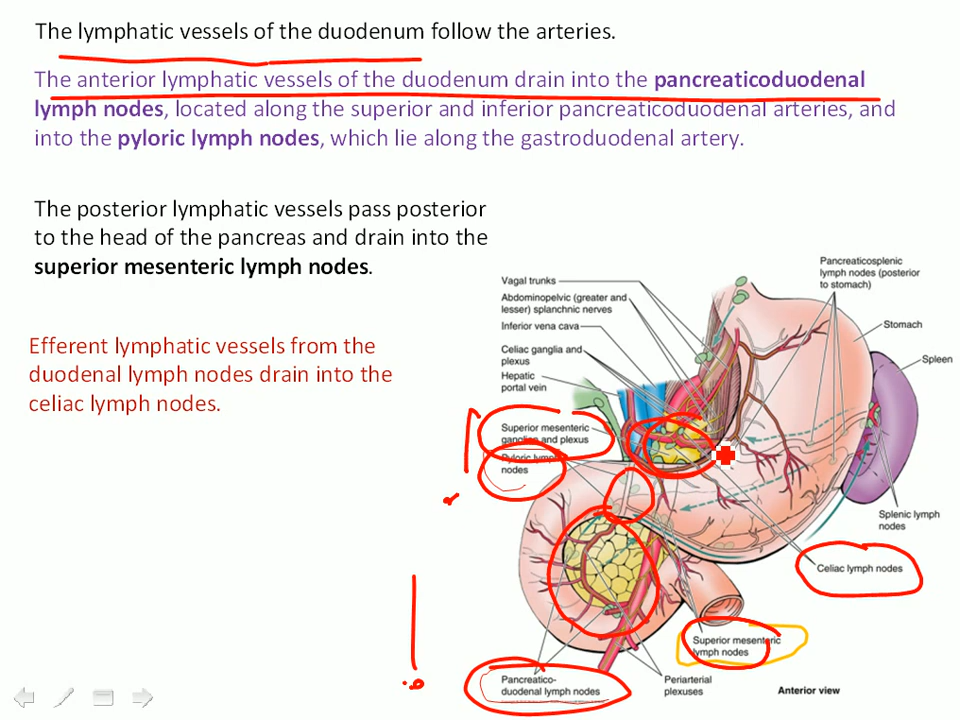 The lymphatic vessels of the duodenum follow the arteries.
The anterior lymphatic vessels of the duodenum drain into the pancreaticoduodenal
lymph nodes, located along the superior and inferior pancreaticoduodenal arteries, and
into the pyloric lymph nodes, which lie along the gastroduodenal artery.
The posterior lymphatic vessels pass posterior
to the head of the pancreas and drain into the
superior mesenteric lymph nodes.
Efferent lymphatic vessels from the
duodenal lymph nodes drain into the
celiac lymph nodes.
Pancreaticosplenic
lymph nodes (posterior
to stomach)
Vagal trunks
Abdominopelvic (greater and
lesser) splanchnic nerves
Inferior vena cava
Celiac ganglia and
plexus
Hepatic
portal vein
Stomach
Spleen
Superior mesenteric
ganglion and plexus
Pyloric lymph
nodes
Splenic lymph
nodes
Celiac lymph nodes
Superior mesenteric
lymph nodes
Pancreatico-
duodenal lymph nodes
Periarterial
plexuses
Anterior view